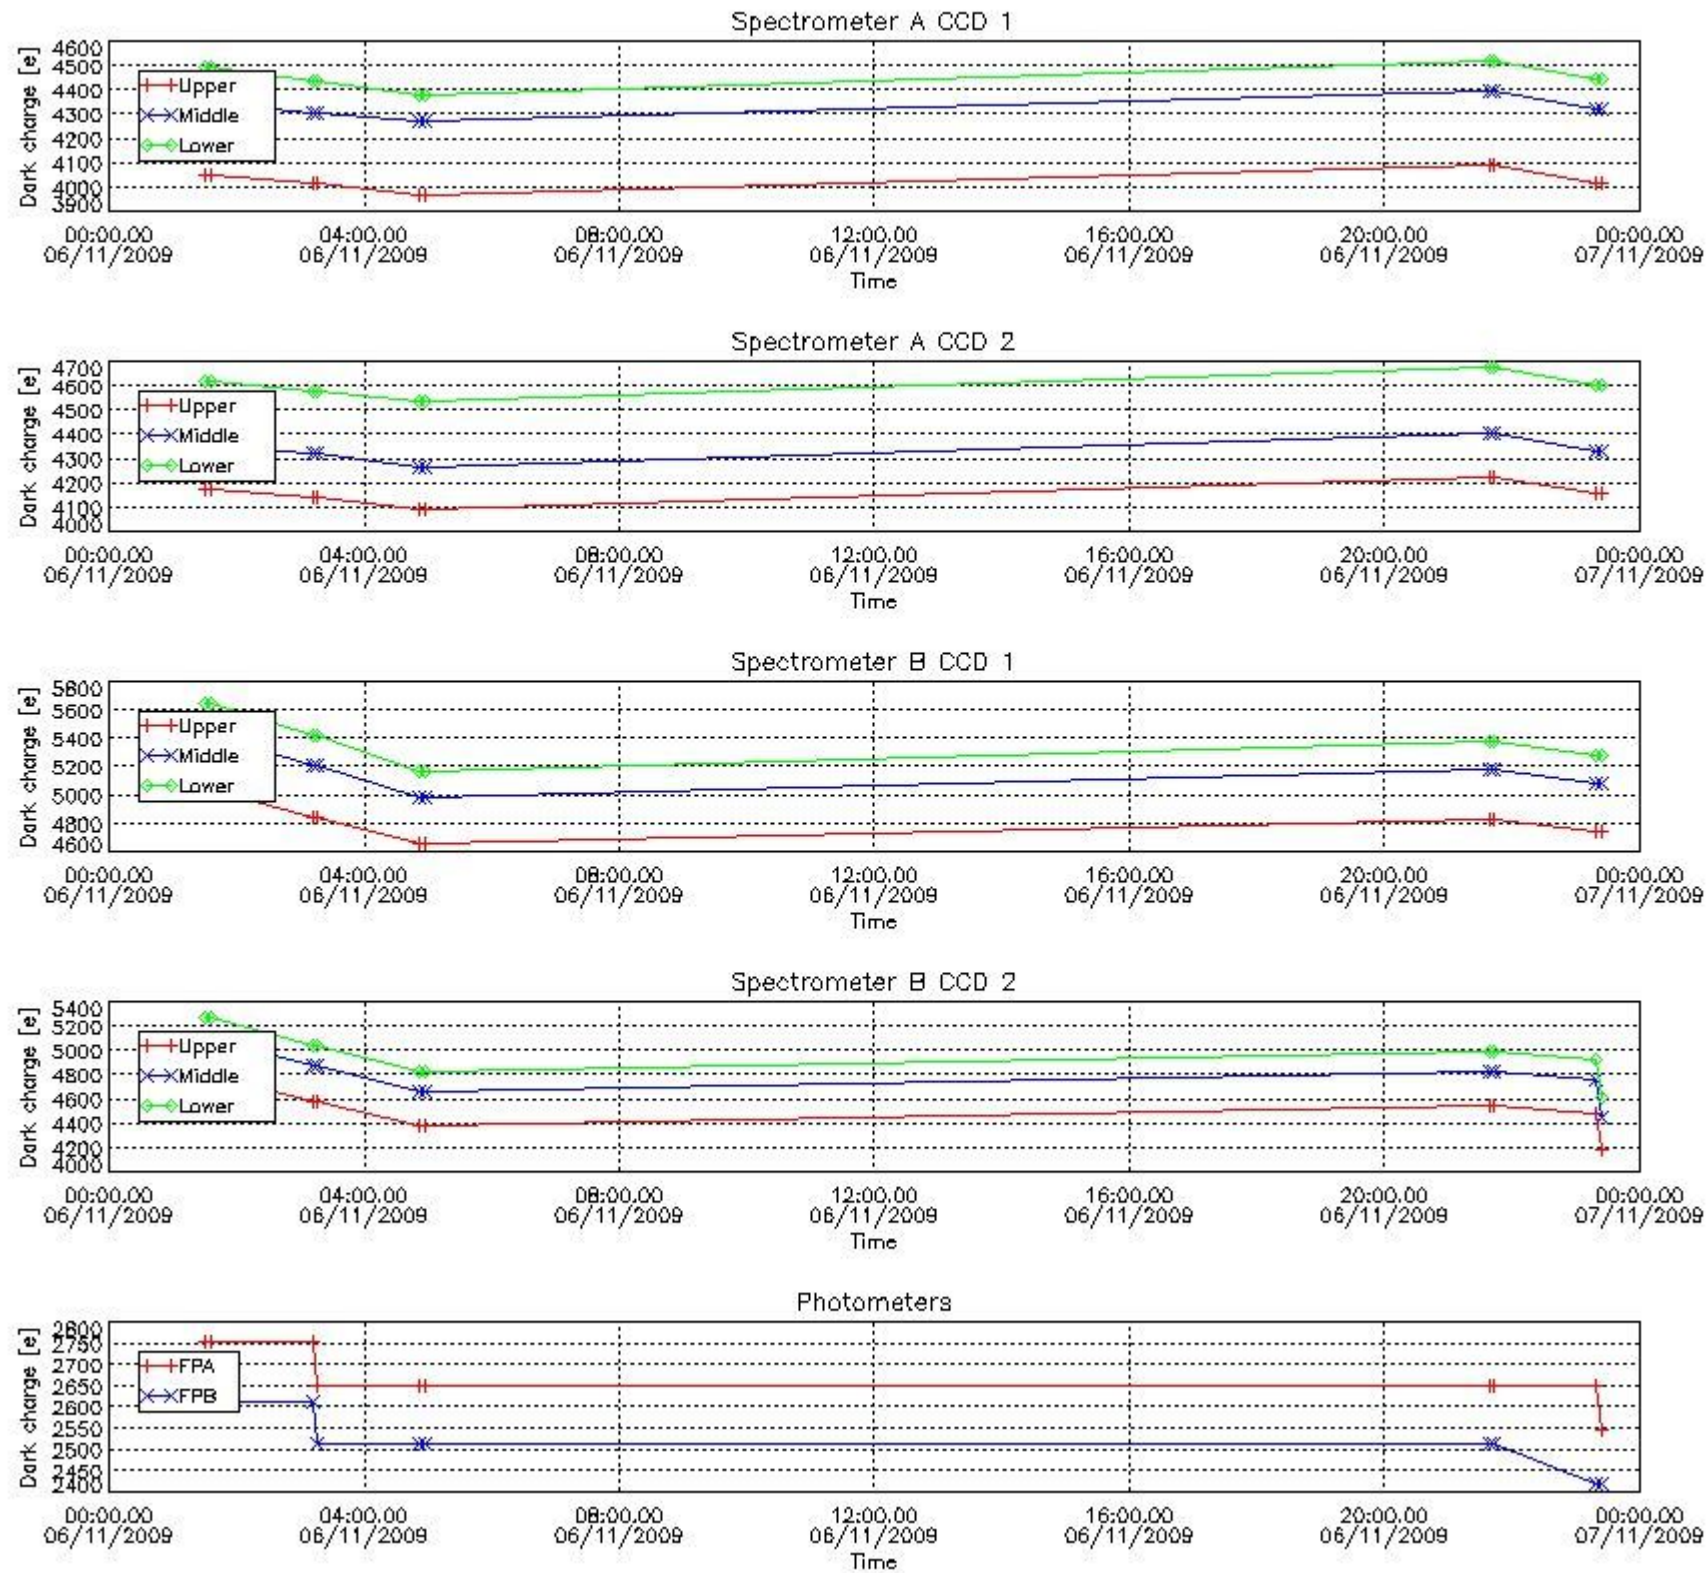 Spectrometer A CCD 1
Dark charge [e]
4600
4500
4400
4300
4200
4100
4000
3900
Upper
Middle
Lower
00:00.00 04:00.00 08:00.00 12:00.00 16:00.00 20:00.00 00:00.00
06/11/2009 06/11/2009 06/11/2009 06/11/2009 06/11/2009 06/11/2009 07/11/2009
Time
Spectrometer A CCD 2
Dark charge [e]
4700
4600
4500
4400
4300
4200
4100
4000
Upper
Middle
Lower
00:00.00 04:00.00 08:00.00 12:00.00 16:00.00 20:00.00 00:00.00
06/11/2009 06/11/2009 06/11/2009 06/11/2009 06/11/2009 06/11/2009 07/11/2009
Time
Spectrometer B CCD 1
Dark charge [e]
5800
5600
5400
5200
5000
4800
4600
Upper
Middle
Lower
00:00.00 04:00.00 08:00.00 12:00.00 16:00.00 20:00.00 00:00.00
06/11/2009 06/11/2009 06/11/2009 06/11/2009 06/11/2009 06/11/2009 07/11/2009
Time
Spectrometer B CCD 2
Dark charge [e]
5400
5200
5000
4800
4600
4400
4200
4000
Upper
Middle
Lower
00:00.00 04:00.00 08:00.00 12:00.00 16:00.00 20:00.00 00:00.00
06/11/2009 06/11/2009 06/11/2009 06/11/2009 06/11/2009 06/11/2009 07/11/2009
Time
Photometers
Dark charge [e]
2800
2750
2700
2650
2600
2550
2500
2450
2400
FPA
FPB
00:00.00 04:00.00 08:00.00 12:00.00 16:00.00 20:00.00 00:00.00
06/11/2009 06/11/2009 06/11/2009 06/11/2009 06/11/2009 06/11/2009 07/11/2009
Time